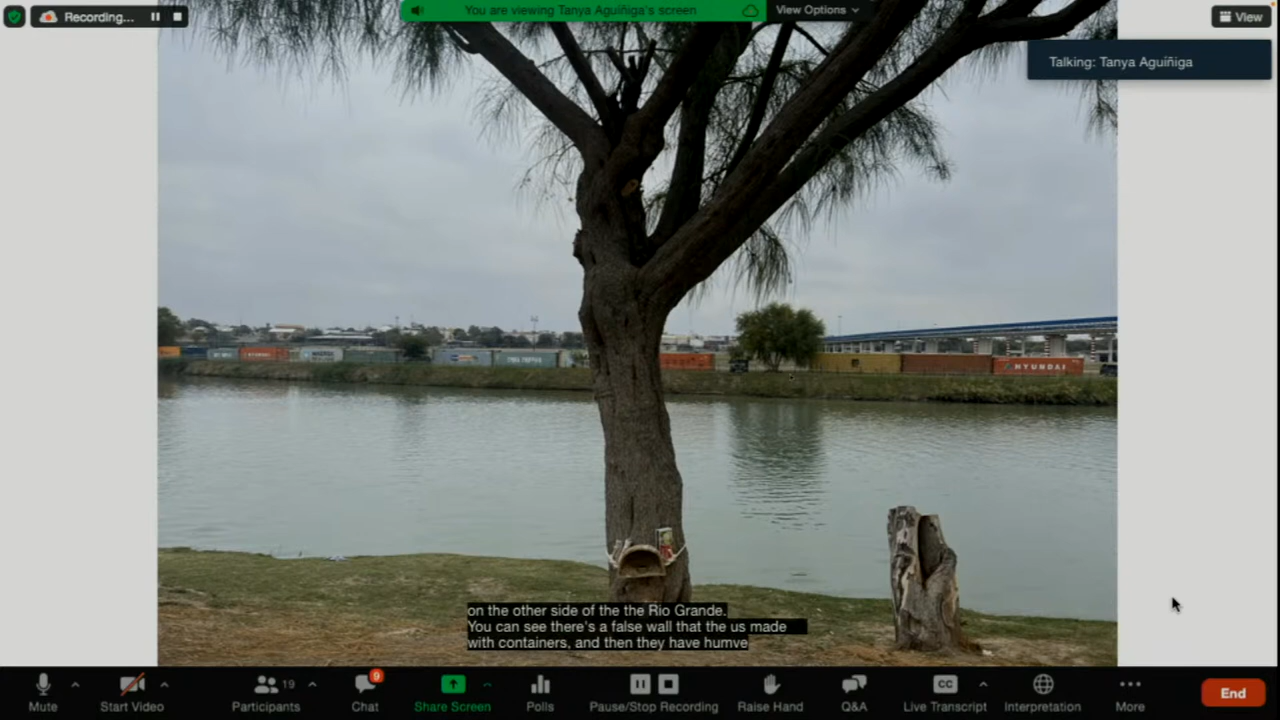 Recording...
You are viewing Tanya Aguiñiga's screen
View Options
View
Talking: Tanya Aguiñiga
HYUNDAI
on the other side of the the Rio Grande.
You can see there's a false wall that the us made
with containers, and then they have humve
Mute
Start Video
19
Participants
9
Chat
Share Screen
Polls
Pause/Stop Recording
Raise Hand
Q&A
CC
Live Transcript
Interpretation
More
End